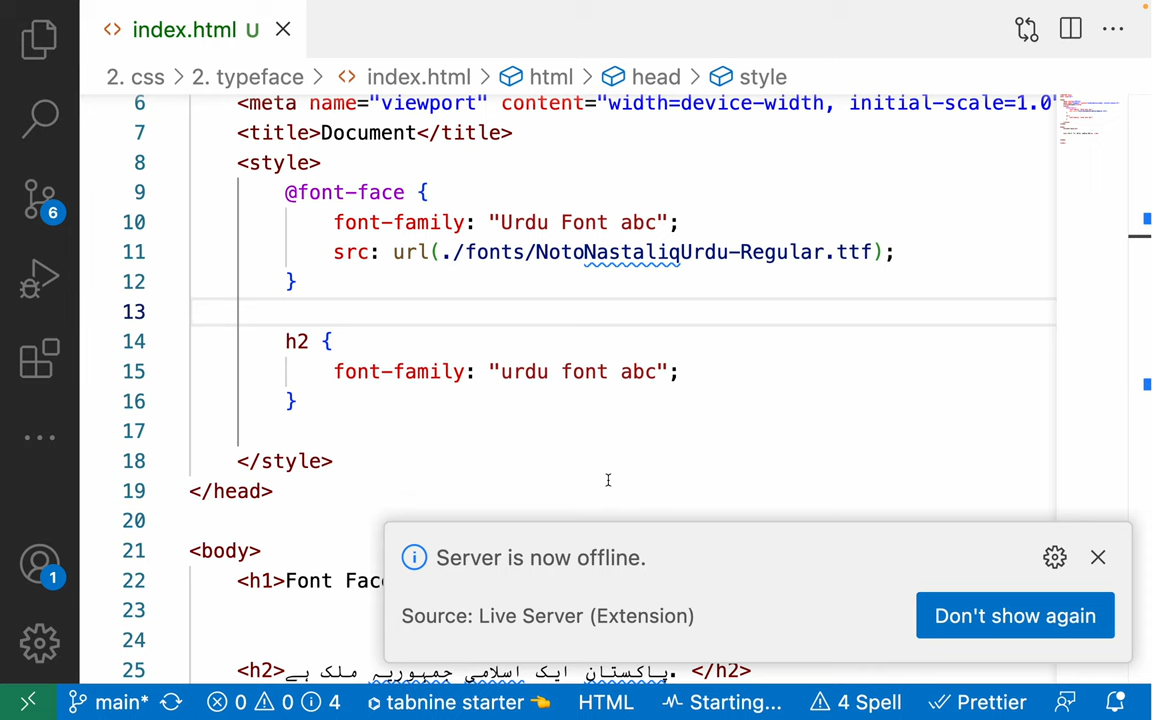 index.html U
2. css > 2. typeface > index.html > html > head > style
6 <meta name="viewport" content="width=device-width, initial-scale=1.0"
7 <title>Document</title>
8 <style>
9 @font-face {
10 font-family: "Urdu Font abc";
11 src: url(./fonts/NotoNastaliqUrdu-Regular.ttf);
12 }
13
14 h2 {
15 font-family: "urdu font abc";
16 }
17
18 </style>
19 </head>
20
21 <body>
22 <h1>Font Fac
23
24
25 <h2>پاکستان ایک اسلامی جمہوریہ ملک ہے. </h2>
6
1
Server is now offline.
Source: Live Server (Extension)
Don't show again
main* 0 0 4 tabnine starter HTML Starting... 4 Spell Prettier